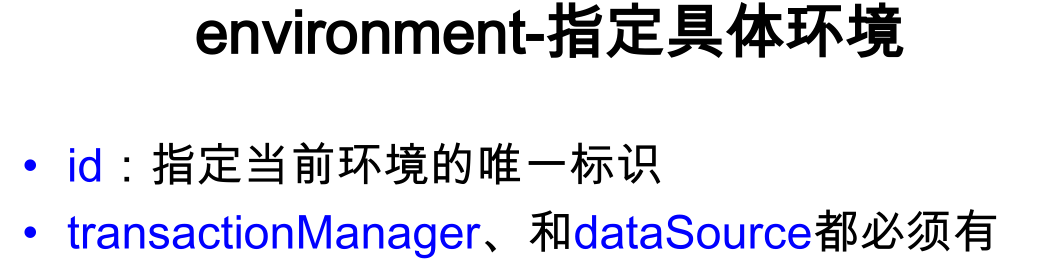 environment-指定具体环境
• id：指定当前环境的唯一标识
• transactionManager、和dataSource都必须有